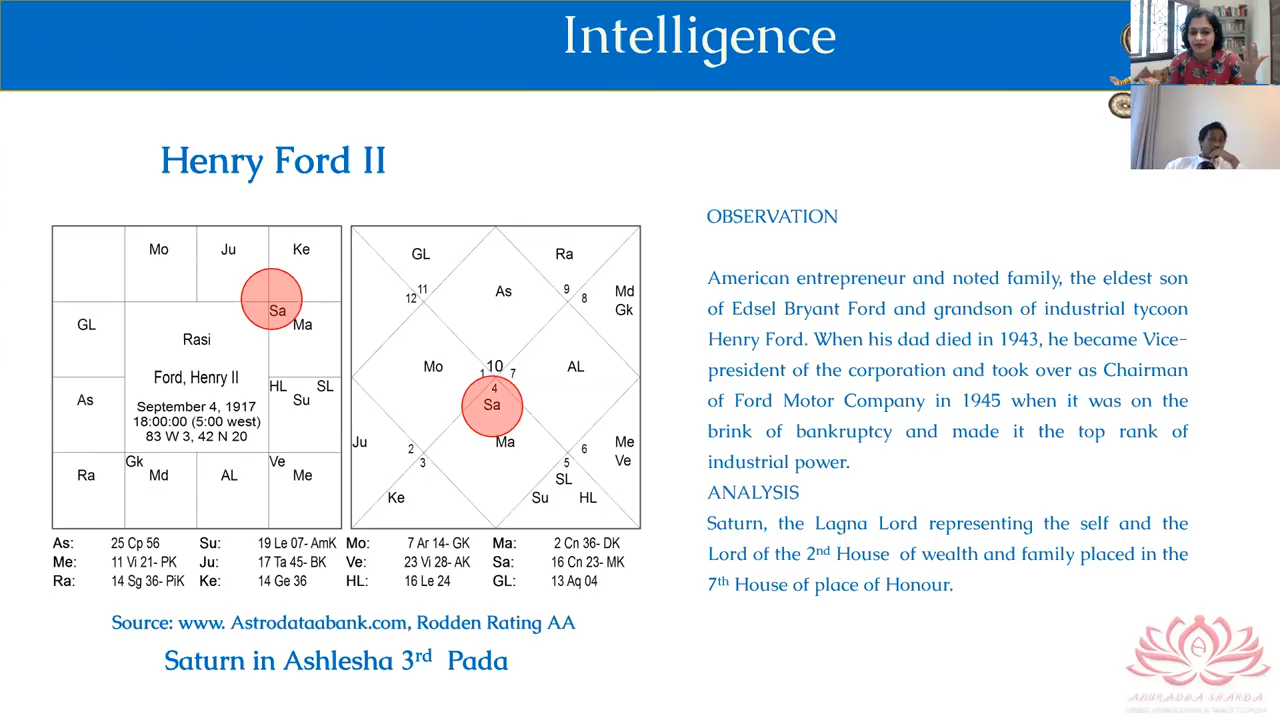 Intelligence
Henry Ford II
Mo
Ju
Ke
Sa
Ma
GL
Rasi
Ford, Henry II
September 4, 1917
18:00:00 (5:00 west)
83 W 3, 42 N 20
As
HL
SL
Su
Ra
Gk
Md
AL
Ve
Me
GL
Ra
As
11
12
9
8
Md
Gk
Mo
10
1
7
4
AL
Sa
Ju
Ma
Me
Ve
2
3
6
5
SL
Ke
Su
HL
As: 25 Cp 56 Su: 19 Le 07- AmK Mo: 7 Ar 14- GK Ma: 2 Cn 36- DK
Me: 11 Vi 21- PK Ju: 17 Ta 45- BK Ve: 23 Vi 28- AK Sa: 16 Cn 23- MK
Ra: 14 Sg 36- PiK Ke: 14 Ge 36 HL: 16 Le 24 GL: 13 Aq 04
Source: www. Astrodataabank.com, Rodden Rating AA
Saturn in Ashlesha 3rd Pada
OBSERVATION
American entrepreneur and noted family, the eldest son
of Edsel Bryant Ford and grandson of industrial tycoon
Henry Ford. When his dad died in 1943, he became Vice-
president of the corporation and took over as Chairman
of Ford Motor Company in 1945 when it was on the
brink of bankruptcy and made it the top rank of
industrial power.
ANALYSIS
Saturn, the Lagna Lord representing the self and the
Lord of the 2nd House of wealth and family placed in the
7th House of place of Honour.
ANURADHA SHARDA